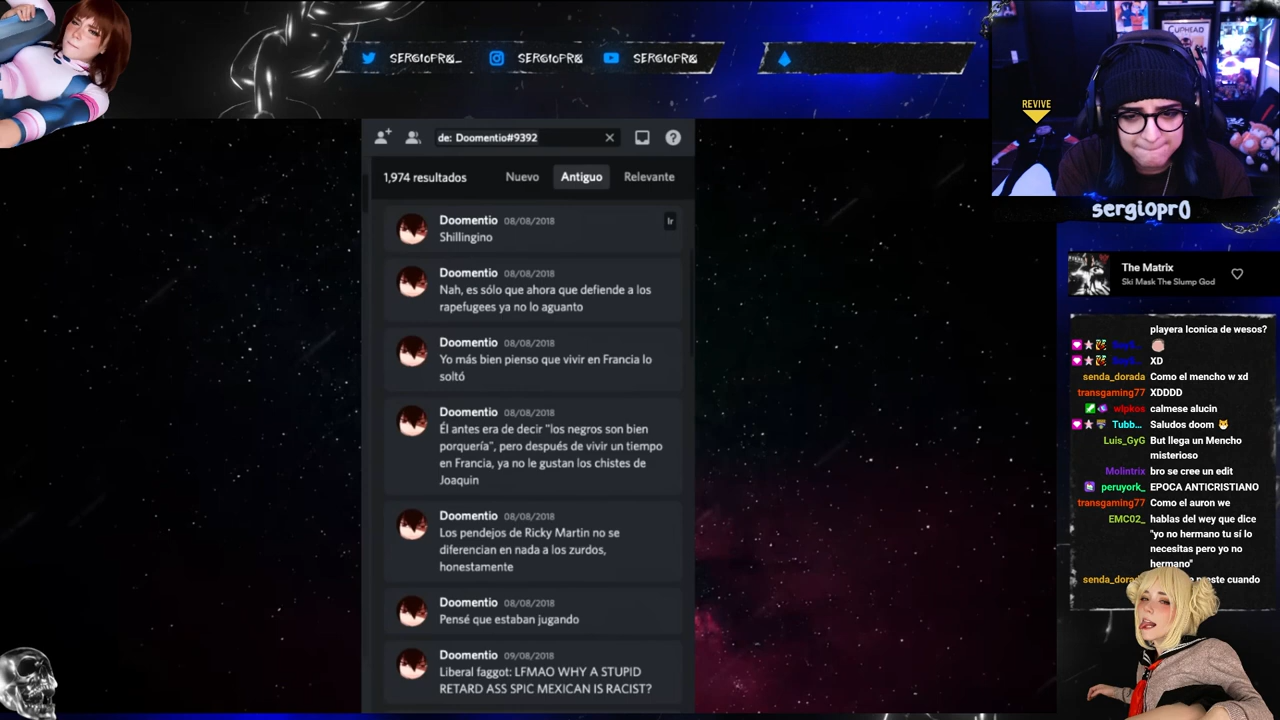 SERGIOPR0_
SERGIOPR0
SERGIOPR0
REVIVE
CUPHEAD
sergiopr0
de: Doomentio#9392
1,974 resultados
Nuevo
Antiguo
Relevante
Doomentio 08/08/2018
Ir
Shillingino
Doomentio 08/08/2018
Nah, es sólo que ahora que defiende a los
rapefugees ya no lo aguanto
Doomentio 08/08/2018
Yo más bien pienso que vivir en Francia lo
soltó
Doomentio 08/08/2018
Él antes era de decir "los negros son bien
porquería", pero después de vivir un tiempo
en Francia, ya no le gustan los chistes de
Joaquin
Doomentio 08/08/2018
Los pendejos de Ricky Martin no se
diferencian en nada a los zurdos,
honestamente
Doomentio 08/08/2018
Pensé que estaban jugando
Doomentio 09/08/2018
Liberal faggot: LFMAO WHY A STUPID
RETARD ASS SPIC MEXICAN IS RACIST?
The Matrix
Ski Mask The Slump God
playera Iconica de wesos?
XD
senda_dorada Como el mencho w xd
transgaming77 XDDDD
wipkos calmese alucin
Tubb... Saludos doom
Luis_GyG But llega un Mencho
misterioso
Molintrix bro se cree un edit
peruyork_ EPOCA ANTICRISTIANO
transgaming77 Como el auron we
EMC02_ hablas del wey que dice
"yo no hermano tu sí lo
necesitas pero yo no
hermano"
cuando